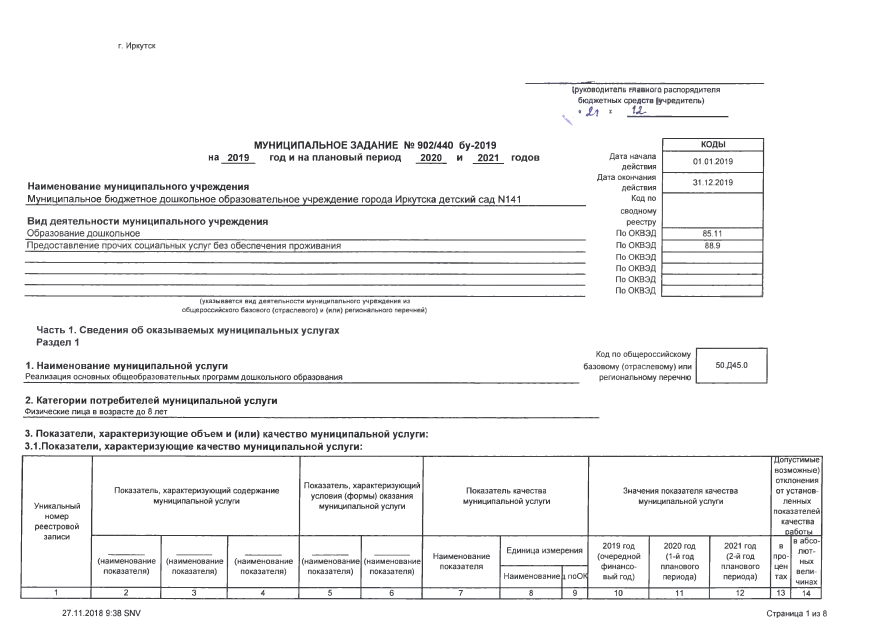 г. Иркутск
(руководитель главного распорядителя
бюджетных средств (учредитель)
" 21 " 12
МУНИЦИПАЛЬНОЕ ЗАДАНИЕ № 902/440 бу-2019
на 2019 год и на плановый период 2020 и 2021 годов
КОДЫ
Дата начала
действия
01.01.2019
Дата окончания
действия
31.12.2019
Код по
сводному
реестру
По ОКВЭД 85.11
По ОКВЭД 88.9
По ОКВЭД
По ОКВЭД
По ОКВЭД
По ОКВЭД
Наименование муниципального учреждения
Муниципальное бюджетное дошкольное образовательное учреждение города Иркутска детский сад N141
Вид деятельности муниципального учреждения
Образование дошкольное
Предоставление прочих социальных услуг без обеспечения проживания
(указывается вид деятельности муниципального учреждения из
общероссийского базового (отраслевого) и (или) регионального перечней)
Часть 1. Сведения об оказываемых муниципальных услугах
Раздел 1
1. Наименование муниципальной услуги
Реализация основных общеобразовательных программ дошкольного образования
Код по общероссийскому
базовому (отраслевому) или
региональному перечню
50.Д45.0
2. Категории потребителей муниципальной услуги
Физические лица в возрасте до 8 лет
3. Показатели, характеризующие объем и (или) качество муниципальной услуги:
3.1.Показатели, характеризующие качество муниципальной услуги:
Уникальный
номер
реестровой
записи
Показатель, характеризующий содержание
муниципальной услуги
Показатель, характеризующий
условия (формы) оказания
муниципальной услуги
Показатель качества
муниципальной услуги
Значения показателя качества
муниципальной услуги
Допустимые
возможные)
отклонения
от установ-
ленных
показателей
качества
работы
(наименование
показателя)
(наименование
показателя)
(наименование
показателя)
(наименование
показателя)
(наименование
показателя)
Наименование
показателя
Единица измерения
Наименование
д поОК
2019 год
(очередной
финансо-
вый год)
2020 год
(1-й год
планового
периода)
2021 год
(2-й год
планового
периода)
в
про-
цен
тах
в абсо-
лют-
ных
вели-
чинах
1 2 3 4 5 6 7 8 9 10 11 12 13 14
27.11.2018 9:38 SNV
Страница 1 из 8